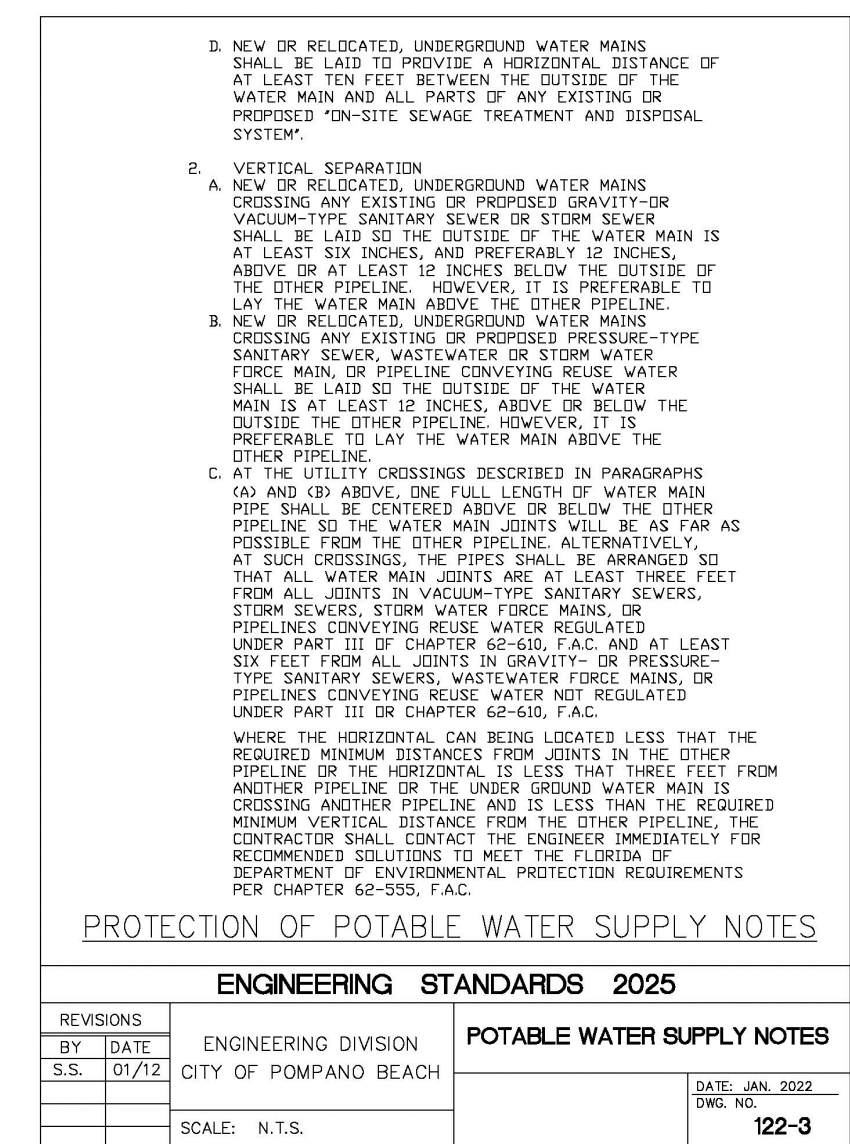 D. NEW OR RELOCATED, UNDERGROUND WATER MAINS
SHALL BE LAID TO PROVIDE A HORIZONTAL DISTANCE OF
AT LEAST TEN FEET BETWEEN THE OUTSIDE OF THE
WATER MAIN AND ALL PARTS OF ANY EXISTING OR
PROPOSED "ON-SITE SEWAGE TREATMENT AND DISPOSAL
SYSTEM".
2. VERTICAL SEPARATION
A. NEW OR RELOCATED, UNDERGROUND WATER MAINS
CROSSING ANY EXISTING OR PROPOSED GRAVITY-OR
VACUUM-TYPE SANITARY SEWER OR STORM SEWER
SHALL BE LAID SO THE OUTSIDE OF THE WATER MAIN IS
AT LEAST SIX INCHES, AND PREFERABLY 12 INCHES,
ABOVE OR AT LEAST 12 INCHES BELOW THE OUTSIDE OF
THE OTHER PIPELINE. HOWEVER, IT IS PREFERABLE TO
LAY THE WATER MAIN ABOVE THE OTHER PIPELINE.
B. NEW OR RELOCATED, UNDERGROUND WATER MAINS
CROSSING ANY EXISTING OR PROPOSED PRESSURE-TYPE
SANITARY SEWER, WASTEWATER OR STORM WATER
FORCE MAIN, OR PIPELINE CONVEYING REUSE WATER
SHALL BE LAID SO THE OUTSIDE OF THE WATER
MAIN IS AT LEAST 12 INCHES, ABOVE OR BELOW THE
OUTSIDE THE OTHER PIPELINE. HOWEVER, IT IS
PREFERABLE TO LAY THE WATER MAIN ABOVE THE
OTHER PIPELINE.
C. AT THE UTILITY CROSSINGS DESCRIBED IN PARAGRAPHS
(A) AND (B) ABOVE, ONE FULL LENGTH OF WATER MAIN
PIPE SHALL BE CENTERED ABOVE OR BELOW THE OTHER
PIPELINE SO THE WATER MAIN JOINTS WILL BE AS FAR AS
POSSIBLE FROM THE OTHER PIPELINE. ALTERNATIVELY,
AT SUCH CROSSINGS, THE PIPES SHALL BE ARRANGED SO
THAT ALL WATER MAIN JOINTS ARE AT LEAST THREE FEET
FROM ALL JOINTS IN VACUUM-TYPE SANITARY SEWERS,
STORM SEWERS, STORM WATER FORCE MAINS, OR
PIPELINES CONVEYING REUSE WATER REGULATED
UNDER PART III OF CHAPTER 62-610, F.A.C. AND AT LEAST
SIX FEET FROM ALL JOINTS IN GRAVITY- OR PRESSURE-
TYPE SANITARY SEWERS, WASTEWATER FORCE MAINS, OR
PIPELINES CONVEYING REUSE WATER NOT REGULATED
UNDER PART III OR CHAPTER 62-610, F.A.C.
WHERE THE HORIZONTAL CAN BEING LOCATED LESS THAT THE
REQUIRED MINIMUM DISTANCES FROM JOINTS IN THE OTHER
PIPELINE OR THE HORIZONTAL IS LESS THAT THREE FEET FROM
ANOTHER PIPELINE OR THE UNDER GROUND WATER MAIN IS
CROSSING ANOTHER PIPELINE AND IS LESS THAN THE REQUIRED
MINIMUM VERTICAL DISTANCE FROM THE OTHER PIPELINE, THE
CONTRACTOR SHALL CONTACT THE ENGINEER IMMEDIATELY FOR
RECOMMENDED SOLUTIONS TO MEET THE FLORIDA OF
DEPARTMENT OF ENVIRONMENTAL PROTECTION REQUIREMENTS
PER CHAPTER 62-555, F.A.C.
PROTECTION OF POTABLE WATER SUPPLY NOTES
ENGINEERING STANDARDS 2025
REVISIONS
BY DATE
S.S. 01/12
ENGINEERING DIVISION
CITY OF POMPANO BEACH
SCALE: N.T.S.
POTABLE WATER SUPPLY NOTES
DATE: JAN. 2022
DWG. NO.
122-3